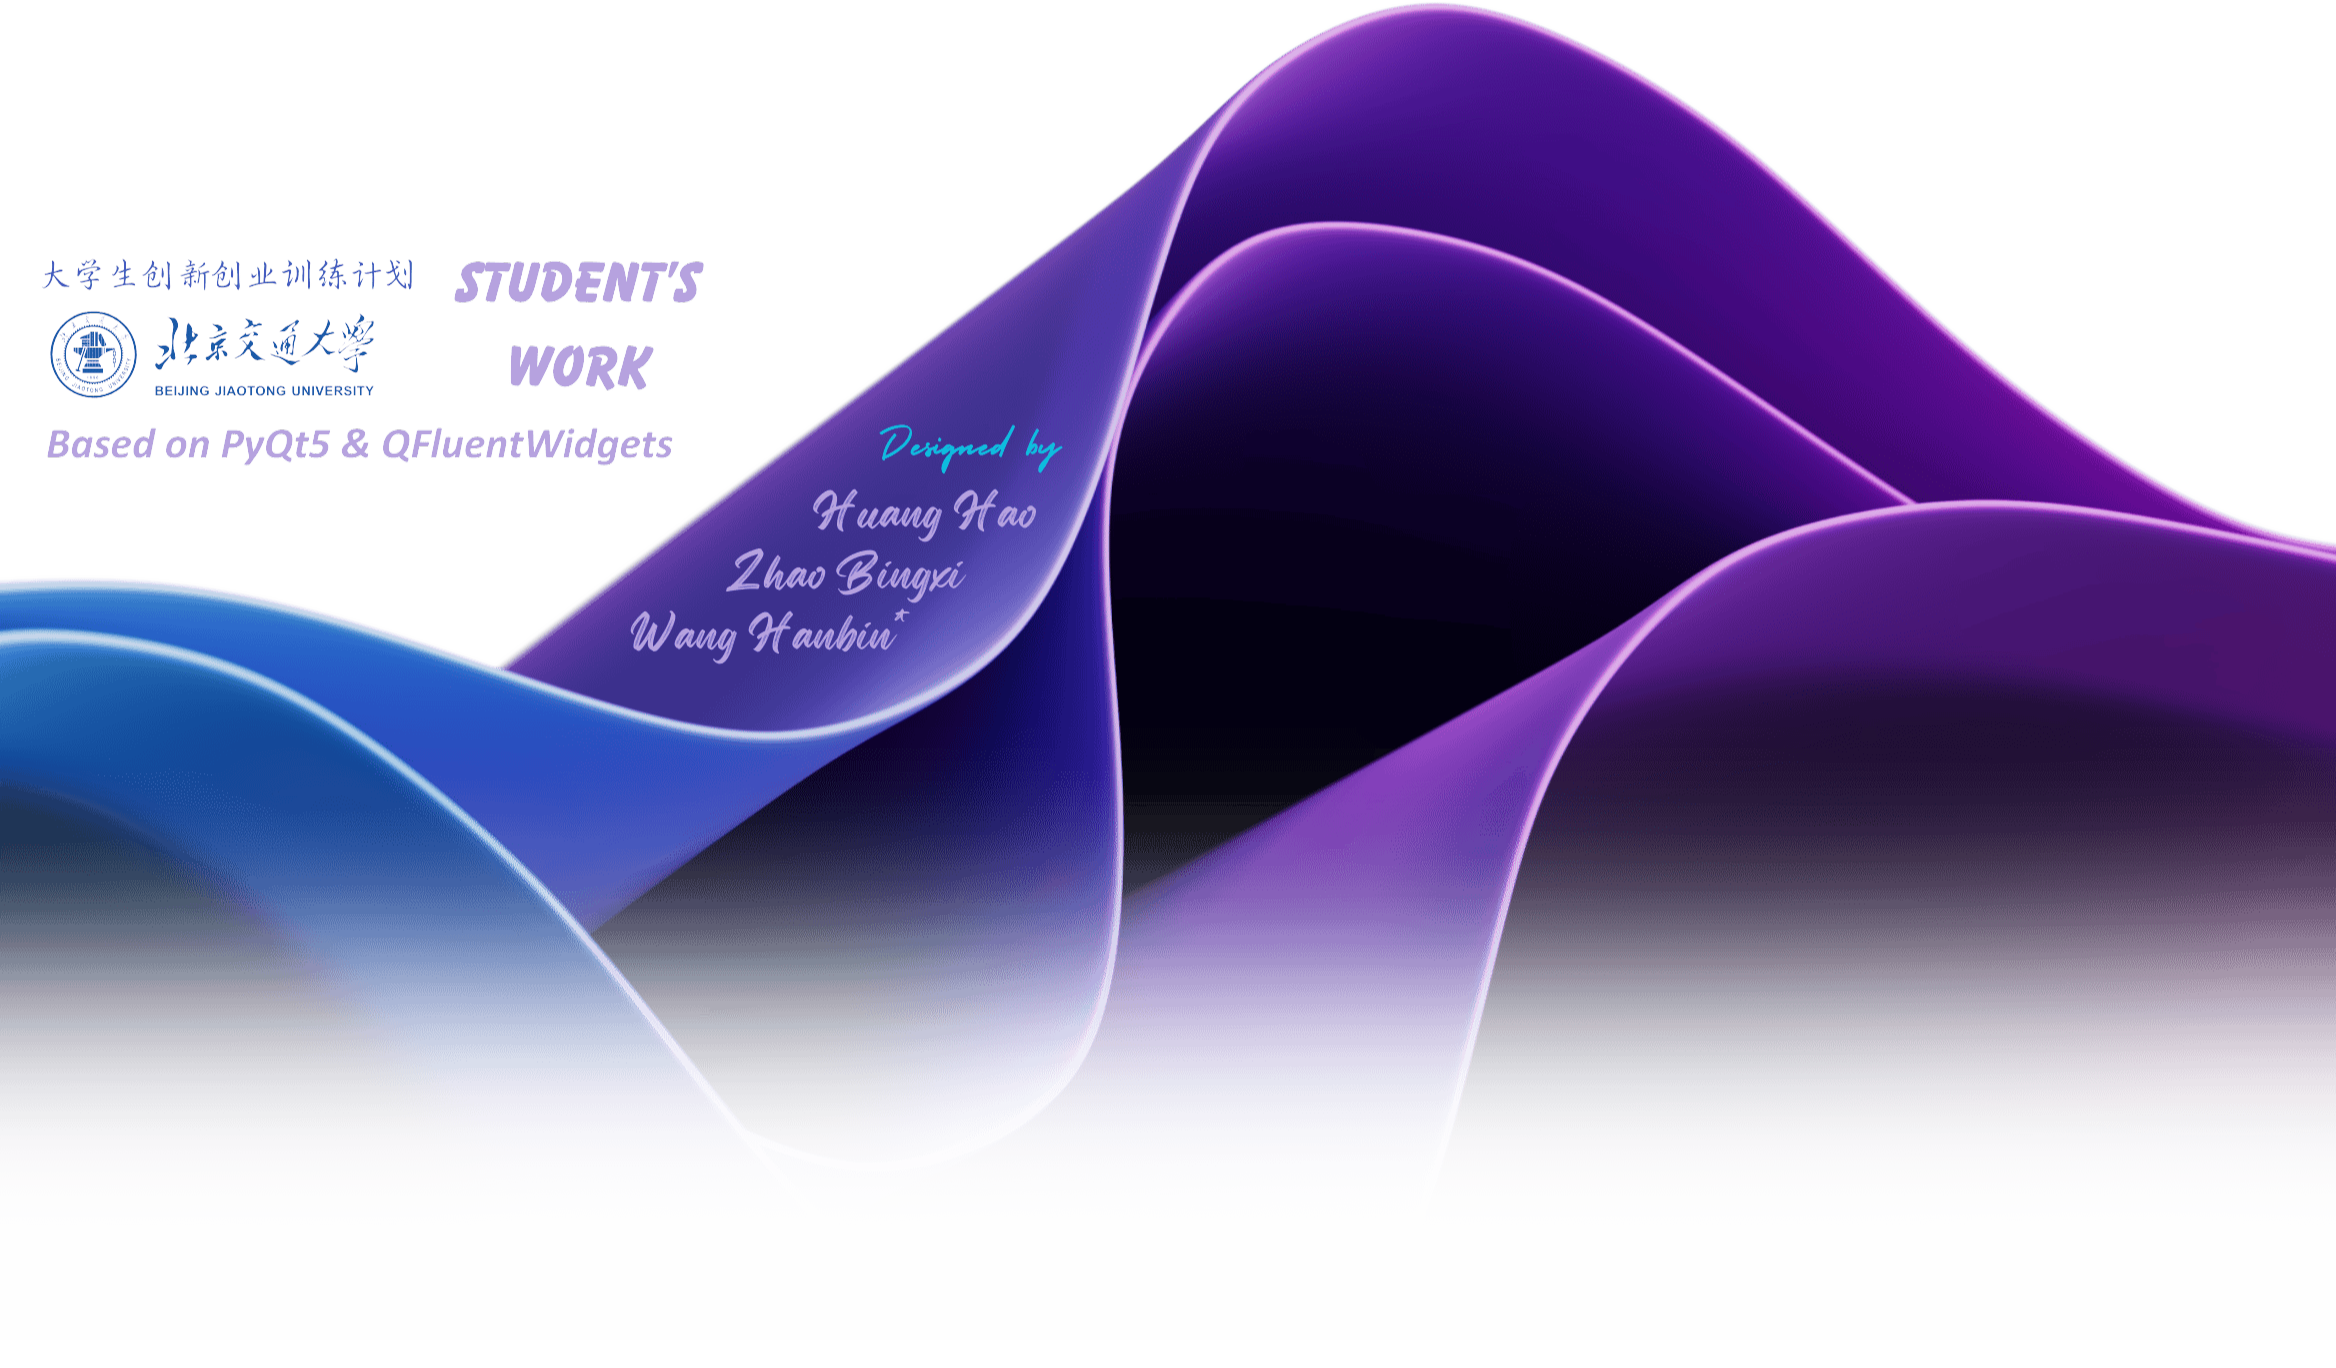 大学生创新创业训练计划
STUDENT'S
WORK
北京交通大學
BEIJING JIAOTONG UNIVERSITY
Based on PyQt5 & QFluentWidgets
Designed by
Huang Hao
Zhao Bingxi
Wang Hanbin*